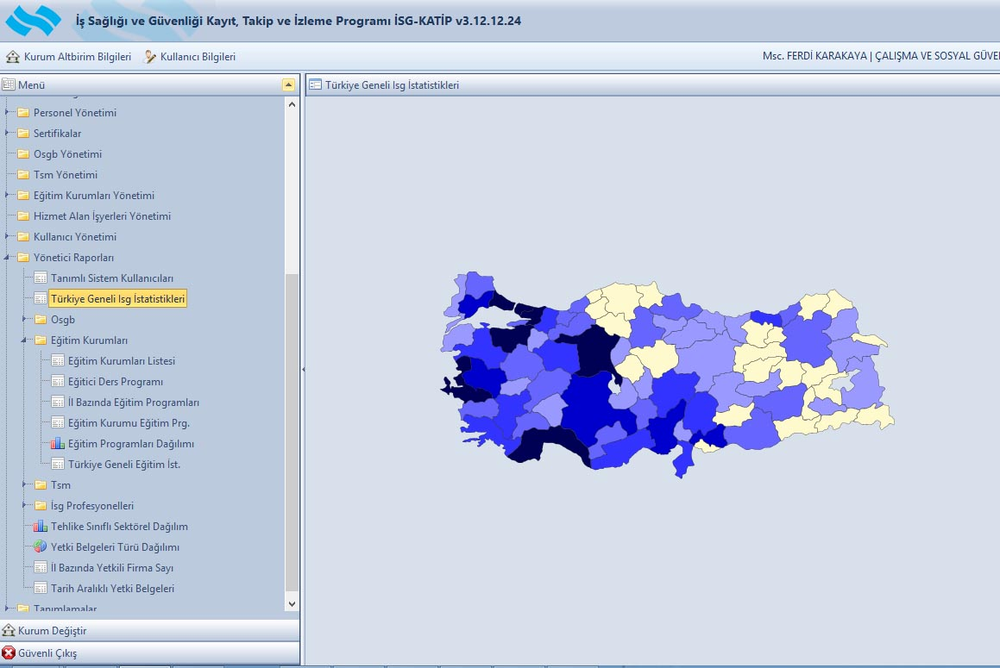 İş Sağlığı ve Güvenliği Kayıt, Takip ve İzleme Programı İSG-KATİP v3.12.12.24
Kurum Altbirim Bilgileri Kullanıcı Bilgileri
Msc. FERDİ KARAKAYA | ÇALIŞMA VE SOSYAL GÜVE
Menü
Türkiye Geneli Isg İstatistikleri
Personel Yönetimi
Sertifikalar
Osgb Yönetimi
Tsm Yönetimi
Eğitim Kurumları Yönetimi
Hizmet Alan İşyerleri Yönetimi
Kullanıcı Yönetimi
Yönetici Raporları
Tanımlı Sistem Kullanıcıları
Türkiye Geneli Isg İstatistikleri
Osgb
Eğitim Kurumları
Eğitim Kurumları Listesi
Eğitici Ders Programı
İl Bazında Eğitim Programları
Eğitim Kurumu Eğitim Prg.
Eğitim Programları Dağılımı
Türkiye Geneli Eğitim İst.
Tsm
İsg Profesyonelleri
Tehlike Sınıflı Sektörel Dağılım
Yetki Belgeleri Türü Dağılımı
İl Bazında Yetkili Firma Sayı
Tarih Aralıklı Yetki Belgeleri
Tanımlamalar
Kurum Değiştir
Güvenli Çıkış